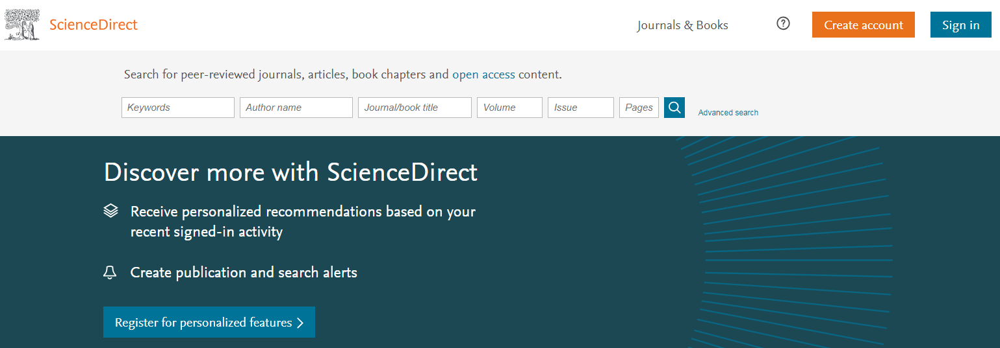 ScienceDirect
Journals & Books
?
Create account
Sign in
Search for peer-reviewed journals, articles, book chapters and open access content.
Keywords
Author name
Journal/book title
Volume
Issue
Pages
Advanced search
Discover more with ScienceDirect
Receive personalized recommendations based on your
recent signed-in activity
Create publication and search alerts
Register for personalized features